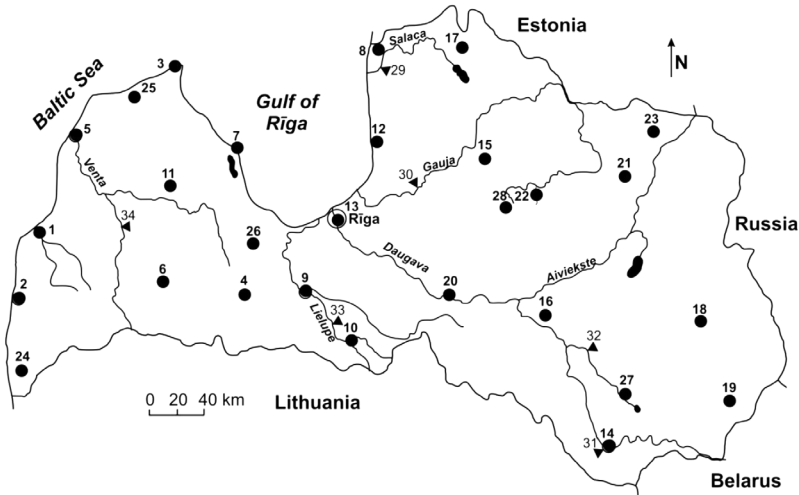 Estonia
8
Salaca
17
N
3
29
Baltic Sea
25
Gulf of
Rīga
5
7
12
23
15
Venta
11
30
Gauja
21
28
22
13
Rīga
34
1
26
Russia
Daugava
Aiviekste
6
4
9
20
2
33
Lielupe
10
16
18
32
24
27
19
0 20 40 km
Lithuania
14
31
Belarus